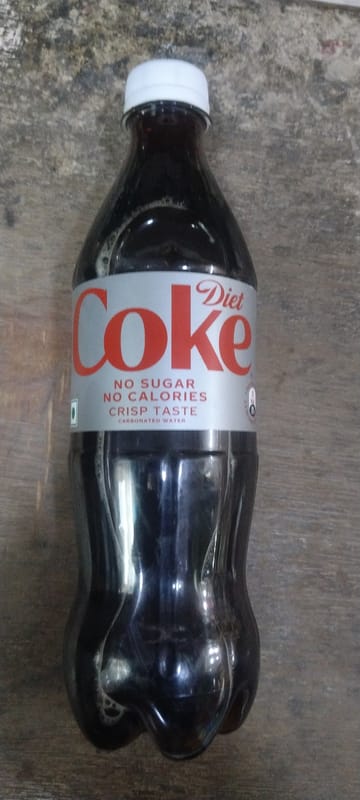 Diet
Coke
NO SUGAR
NO CALORIES
CRISP TASTE
CARBONATED WATER